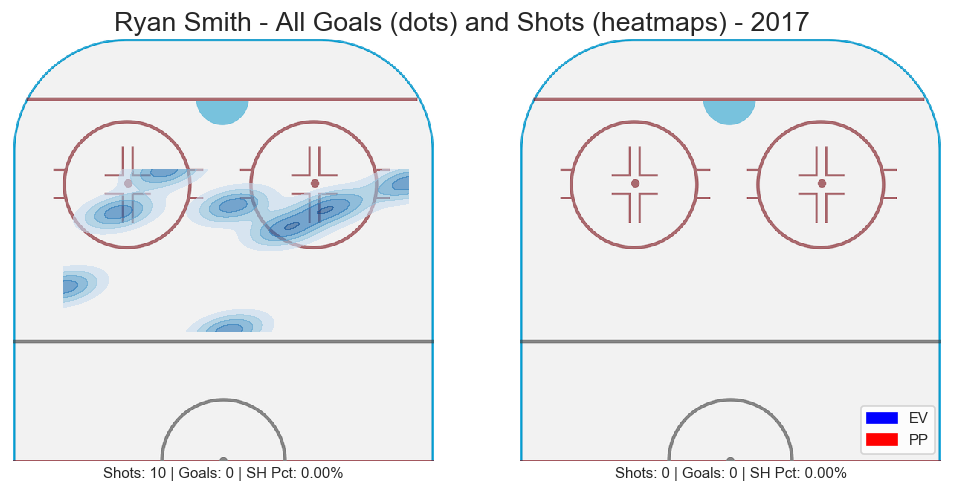 Ryan Smith - All Goals (dots) and Shots (heatmaps) - 2017
EV
PP
Shots: 10 | Goals: 0 | SH Pct: 0.00%
Shots: 0 | Goals: 0 | SH Pct: 0.00%